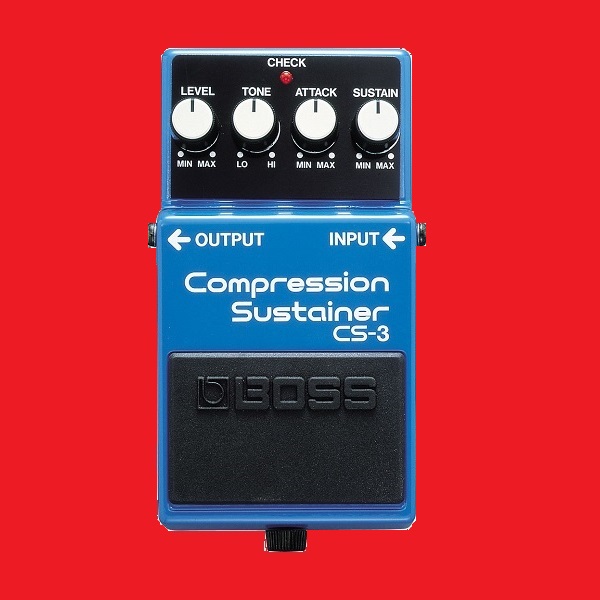 CHECK
LEVEL TONE ATTACK SUSTAIN
MIN MAX LO HI MIN MAX MIN MAX
OUTPUT INPUT
Compression
Sustainer
CS-3
BOSS